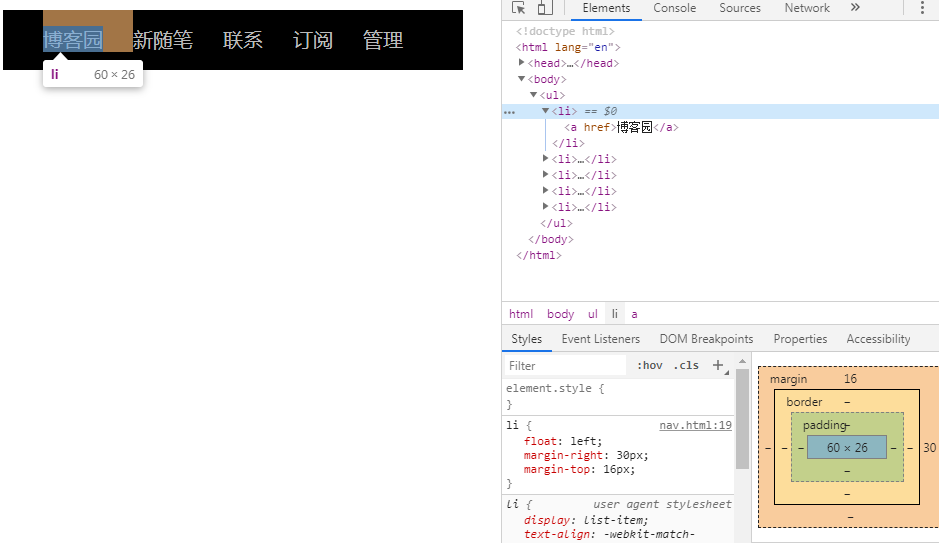 博客园 新随笔 联系 订阅 管理
li 60 × 26
Elements Console Sources Network »
<!doctype html>
<html lang="en">
<head>…</head>
<body>
<ul>
… <li> == $0
<a href>博客园</a>
</li>
<li>…</li>
<li>…</li>
<li>…</li>
<li>…</li>
</ul>
</body>
</html>
html body ul li a
Styles Event Listeners DOM Breakpoints Properties Accessibility
Filter :hov .cls +
element.style {
}
li { nav.html:19
float: left;
margin-right: 30px;
margin-top: 16px;
}
li { user agent stylesheet
display: list-item;
text-align: -webkit-match-
margin 16
border –
padding –
– – – 60 × 26 – – 30
–
–
–